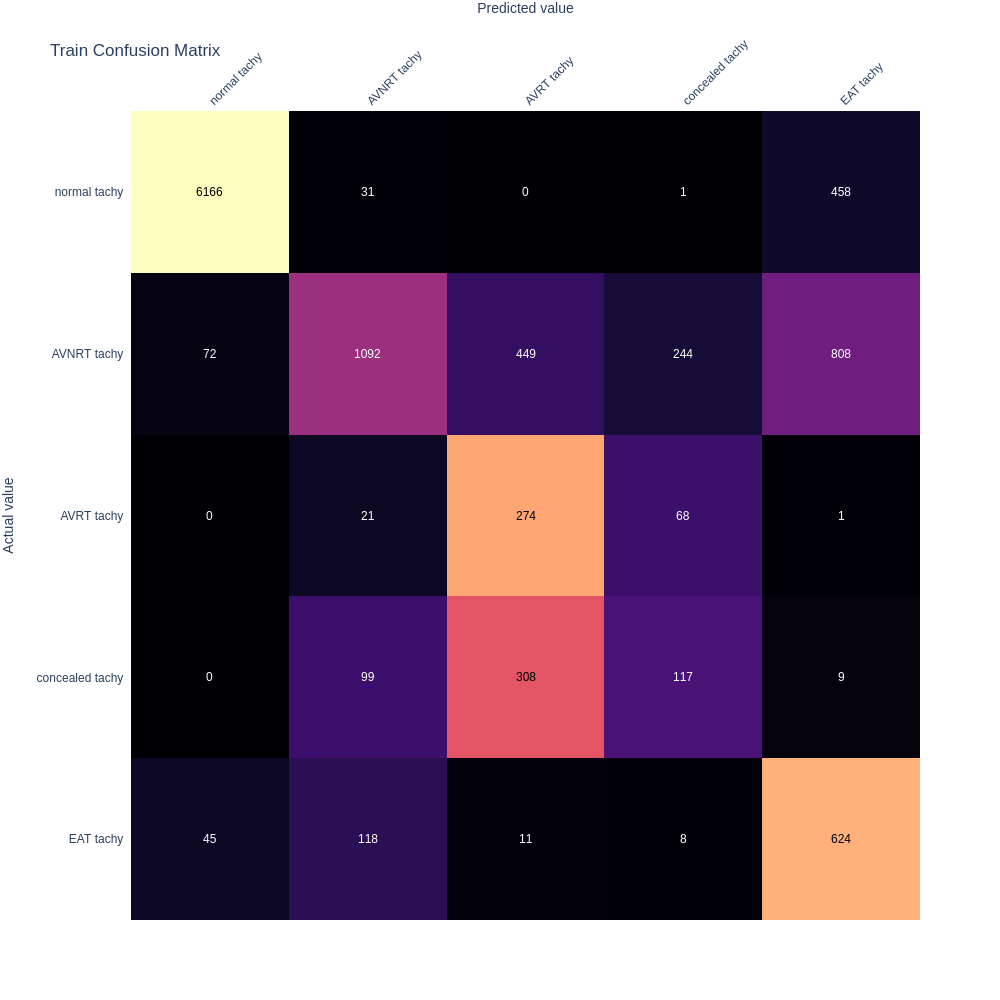 Predicted value
Train Confusion Matrix
normal tachy
AVNRT tachy
AVRT tachy
concealed tachy
EAT tachy
normal tachy 6166 31 0 1 458
AVNRT tachy 72 1092 449 244 808
Actual value
AVRT tachy 0 21 274 68 1
concealed tachy 0 99 308 117 9
EAT tachy 45 118 11 8 624